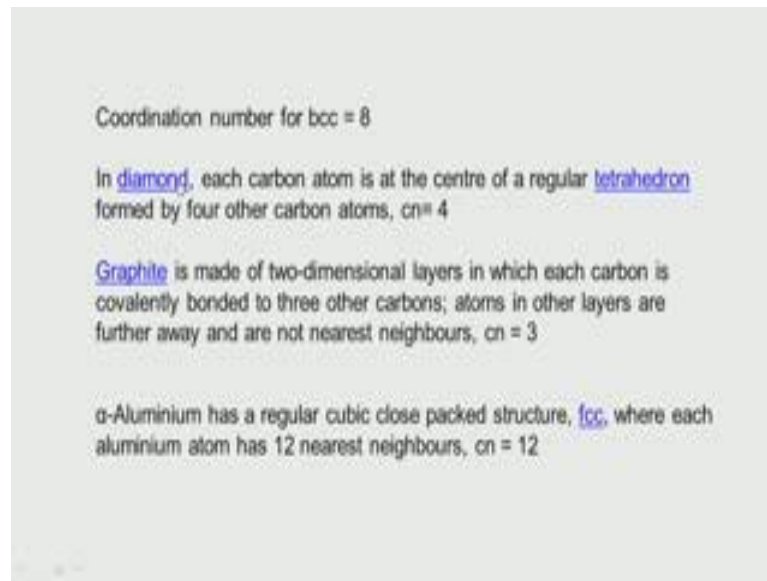 Coordination number for bcc = 8
In diamond, each carbon atom is at the centre of a regular tetrahedron
formed by four other carbon atoms, cn= 4
Graphite is made of two-dimensional layers in which each carbon is
covalently bonded to three other carbons; atoms in other layers are
further away and are not nearest neighbours, cn = 3
α-Aluminium has a regular cubic close packed structure, fcc, where each
aluminium atom has 12 nearest neighbours, cn = 12